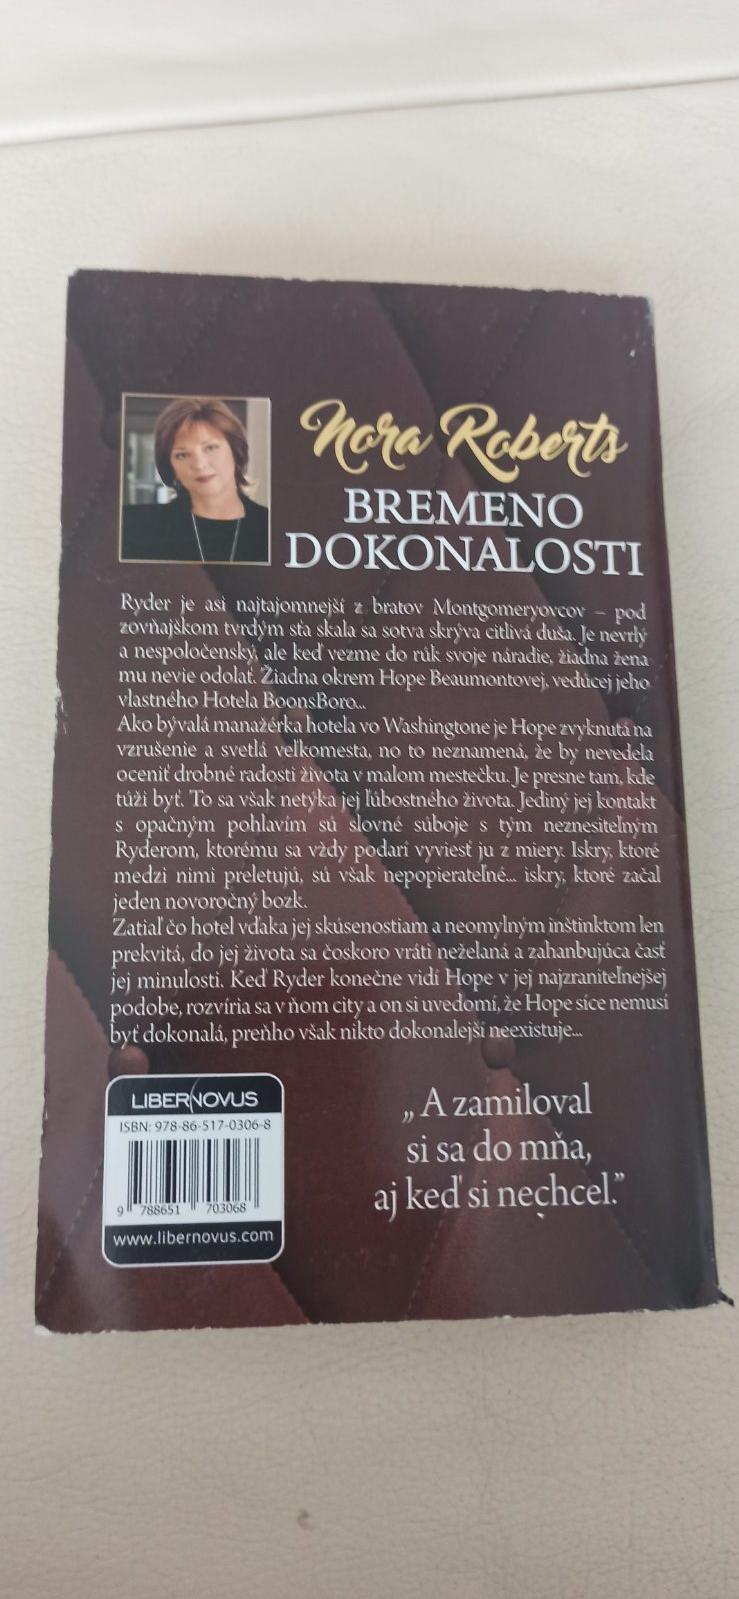 Nora Roberts
BREMENO
DOKONALOSTI
Ryder je asi najtajomnejší z bratov Montgomeryovcov – pod
zovňajškom tvrdým sťa skala sa sotva skrýva citlivá duša. Je nevrlý
a nespoločenský, ale keď vezme do rúk svoje náradie, žiadna žena
mu nevie odolať. Žiadna okrem Hope Beaumontovej, vedúcej jeho
vlastného Hotela BoonsBoro...
Ako bývalá manažérka hotela vo Washingtone je Hope zvyknutá na
vzrušenie a svetlá veľkomesta, no to neznamená, že by nevedela
oceniť drobné radosti života v malom mestečku. Je presne tam, kde
túži byť. To sa však netýka jej ľúbostného života. Jediný jej kontakt
s opačným pohlavím sú slovné súboje s tým neznesiteľným
Ryderom, ktorému sa vždy podarí vyviesť ju z miery. Iskry, ktoré
medzi nimi preletujú, sú však nepopierateľné... iskry, ktoré začal
jeden novoročný bozk.
Zatiaľ čo hotel vďaka jej skúsenostiam a neomylným inštinktom len
prekvitá, do jej života sa čoskoro vráti neželaná a zahanbujúca časť
jej minulosti. Keď Ryder konečne vidí Hope v jej najzraniteľnejšej
podobe, rozvíria sa v ňom city a on si uvedomí, že Hope síce nemusí
byť dokonalá, preňho však nikto dokonalejší neexistuje...
LIBERNOVUS
ISBN: 978-86-517-0306-8
9 788651 703068
www.libernovus.com
„A zamiloval
si sa do mňa,
aj keď si nechcel.”